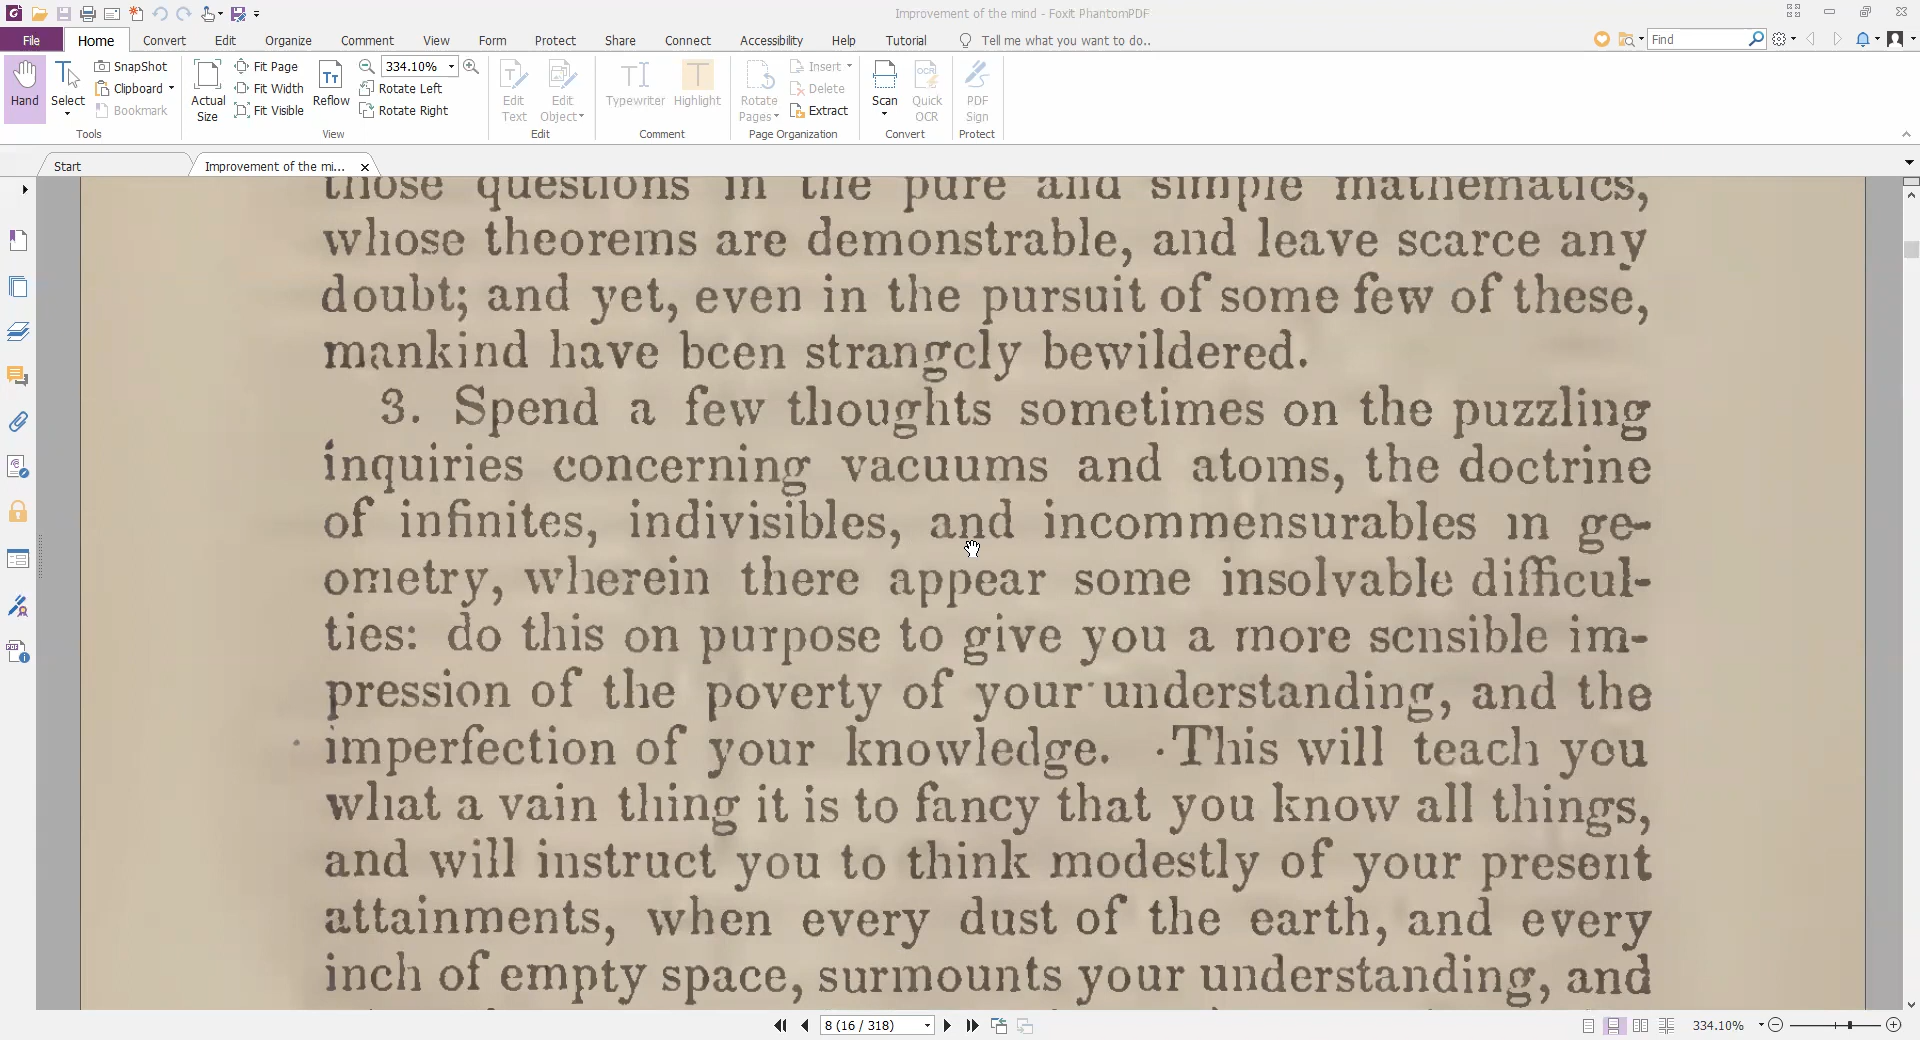 Improvement of the mind - Foxit PhantomPDF
File Home Convert Edit Organize Comment View Form Protect Share Connect Accessibility Help Tutorial Tell me what you want to do.. Find
Hand
Select
SnapShot
Clipboard
Bookmark
Tools
Actual Size
Fit Page
Fit Width
Fit Visible
Reflow
334.10%
Rotate Left
Rotate Right
View
Edit Text
Edit Object
Edit
Typewriter
Highlight
Comment
Rotate Pages
Insert
Delete
Extract
Page Organization
Scan
Quick OCR
Convert
PDF Sign
Protect
Start
Improvement of the mi...
those questions in the pure and simple mathematics,
whose theorems are demonstrable, and leave scarce any
doubt; and yet, even in the pursuit of some few of these,
mankind have been strangely bewildered.
3. Spend a few thoughts sometimes on the puzzling
inquiries concerning vacuums and atoms, the doctrine
of infinites, indivisibles, and incommensurables in ge-
ometry, wherein there appear some insolvable difficul-
ties: do this on purpose to give you a more sensible im-
pression of the poverty of your understanding, and the
imperfection of your knowledge. This will teach you
what a vain thing it is to fancy that you know all things,
and will instruct you to think modestly of your present
attainments, when every dust of the earth, and every
inch of empty space, surmounts your understanding, and
8 (16 / 318)
334.10%